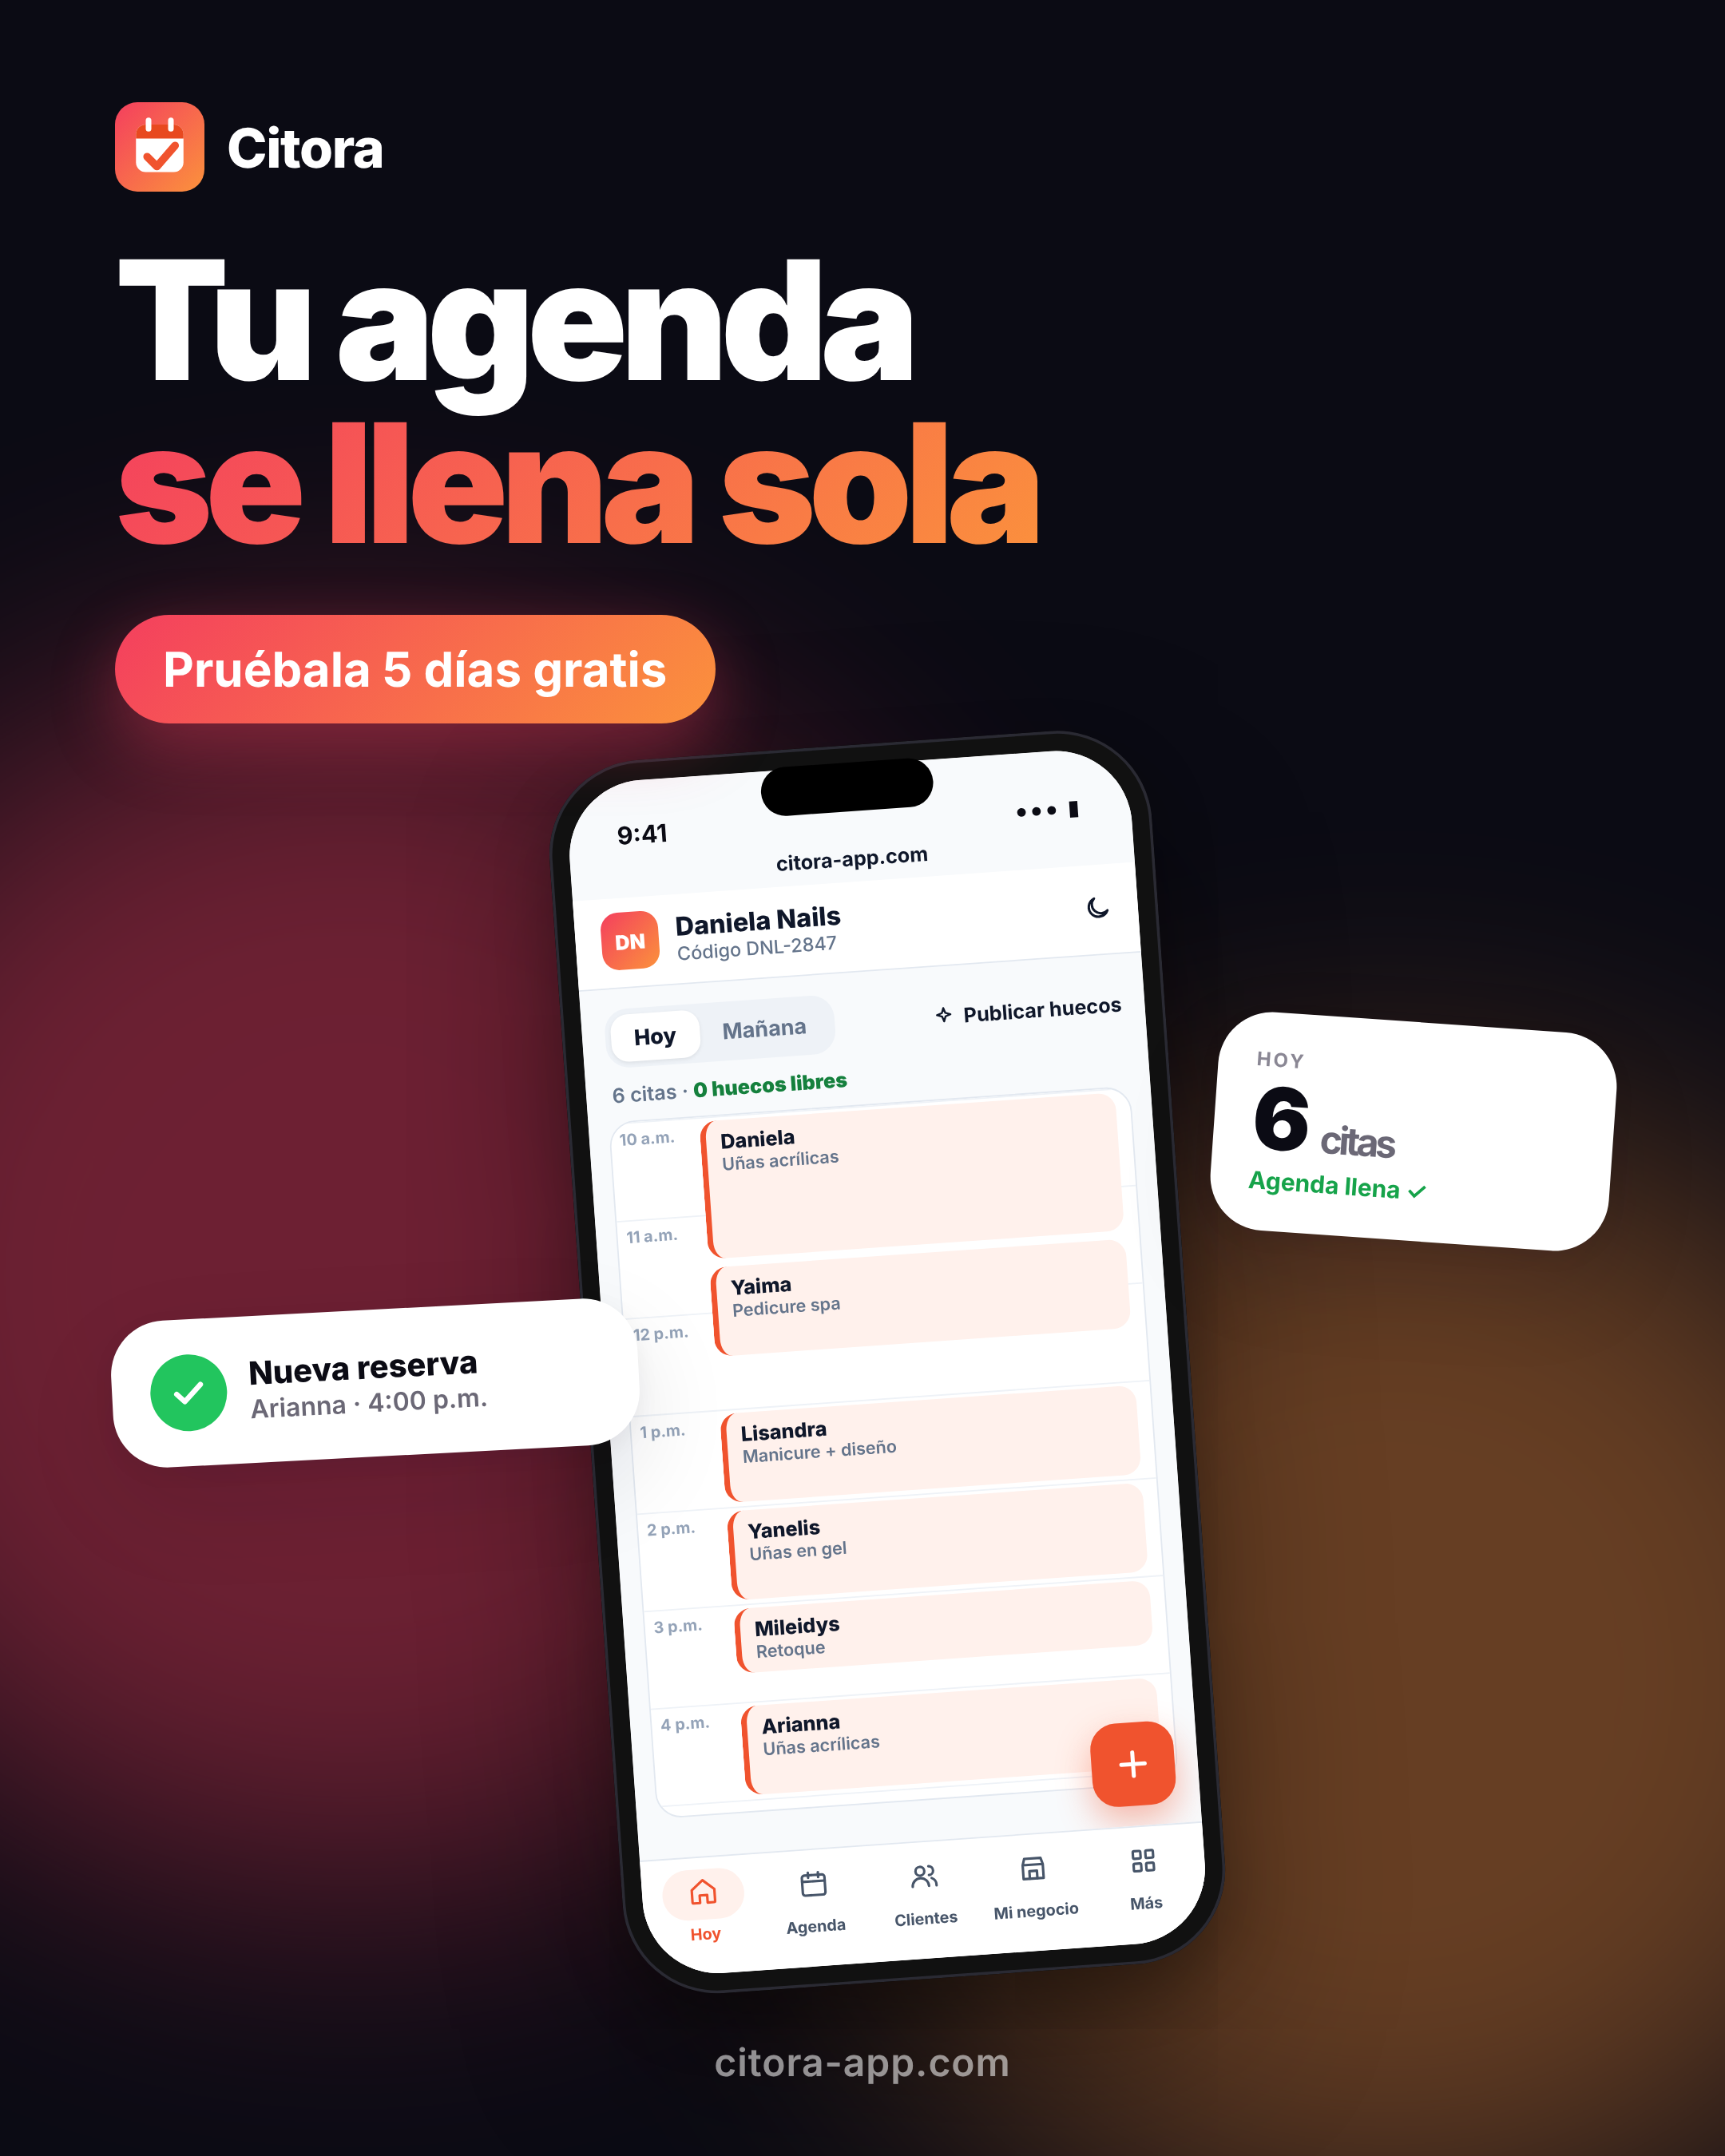 Citora
Tu agenda
se llena sola
Pruébala 5 días gratis
9:41
citora-app.com
DN
Daniela Nails
Código DNL-2847
Hoy
Mañana
Publicar huecos
6 citas · 0 huecos libres
10 a.m.
Daniela
Uñas acrílicas
11 a.m.
Yaima
Pedicure spa
12 p.m.
1 p.m.
Lisandra
Manicure + diseño
2 p.m.
Yanelis
Uñas en gel
3 p.m.
Mileidys
Retoque
4 p.m.
Arianna
Uñas acrílicas
Hoy
Agenda
Clientes
Mi negocio
Más
HOY
6 citas
Agenda llena ✓
Nueva reserva
Arianna · 4:00 p.m.
citora-app.com